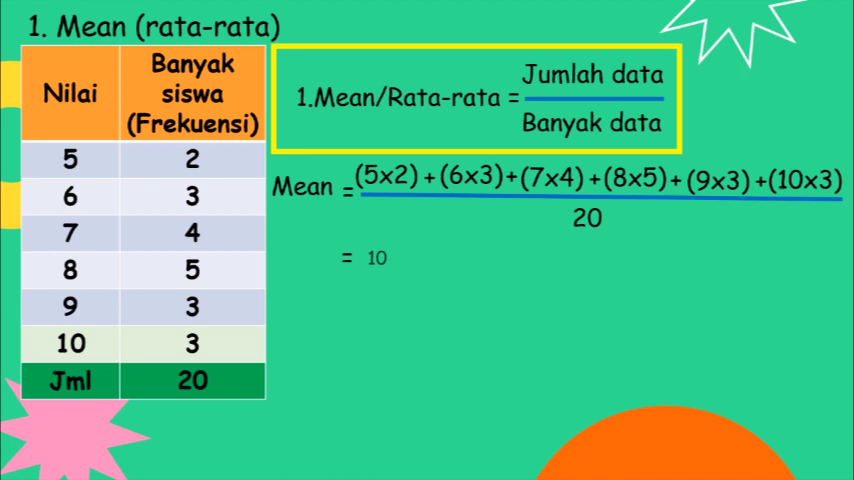 1. Mean (rata-rata)
Nilai Banyak siswa (Frekuensi)
5 2
6 3
7 4
8 5
9 3
10 3
Jml 20
1.Mean/Rata-rata = Jumlah data
Banyak data
Mean = (5x2) + (6x3)+(7x4) +(8x5)+ (9x3) +(10x3)
20
= 10